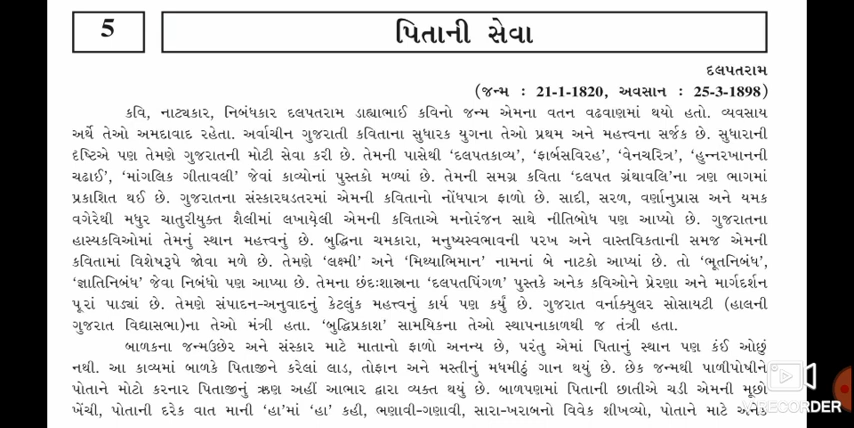 5
પિતાની સેવા
દલપતરામ
(જન્મ : 21-1-1820, અવસાન : 25-3-1898)
કવિ, નાટ્યકાર, નિબંધકાર દલપતરામ ડાહ્યાભાઈ કવિનો જન્મ એમના વતન વઢવાણમાં થયો હતો. વ્યવસાય
અર્થે તેઓ અમદાવાદ રહેતા. અર્વાચીન ગુજરાતી કવિતાના સુધારક યુગના તેઓ પ્રથમ અને મહત્ત્વના સર્જક છે. સુધારાની
દૃષ્ટિએ પણ તેમણે ગુજરાતની મોટી સેવા કરી છે. તેમની પાસેથી ‘દલપતકાવ્ય’, ‘ફાર્બસવિરહ’, ‘વેનચરિત્ર’, ‘હુન્નરખાનની
ચઢાઈ’, ‘માંગલિક ગીતાવલી’ જેવાં કાવ્યોનાં પુસ્તકો મળ્યાં છે. તેમની સમગ્ર કવિતા ‘દલપત ગ્રંથાવલિ’ના ત્રણ ભાગમાં
પ્રકાશિત થઈ છે. ગુજરાતના સંસ્કારઘડતરમાં એમની કવિતાનો નોંધપાત્ર ફાળો છે. સાદી, સરળ, વર્ણાનુપ્રાસ અને યમક
વગેરેથી મધુર ચાતુરીયુક્ત શૈલીમાં લખાયેલી એમની કવિતાએ મનોરંજન સાથે નીતિબોધ પણ આપ્યો છે. ગુજરાતના
હાસ્યકવિઓમાં તેમનું સ્થાન મહત્ત્વનું છે. બુદ્ધિના ચમકારા, મનુષ્યસ્વભાવની પરખ અને વાસ્તવિકતાની સમજ એમની
કવિતામાં વિશેષરૂપે જોવા મળે છે. તેમણે ‘લક્ષ્મી’ અને ‘મિથ્યાભિમાન’ નામનાં બે નાટકો આપ્યાં છે. તો ‘ભૂતનિબંધ’,
‘જ્ઞાતિનિબંધ’ જેવા નિબંધો પણ આપ્યા છે. તેમના છંદઃશાસ્ત્રના ‘દલપતપિંગળ’ પુસ્તકે અનેક કવિઓને પ્રેરણા અને માર્ગદર્શન
પૂરાં પાડ્યાં છે. તેમણે સંપાદન-અનુવાદનું કેટલુંક મહત્ત્વનું કાર્ય પણ કર્યું છે. ગુજરાત વર્નાક્યુલર સોસાયટી (હાલની
ગુજરાત વિદ્યાસભા)ના તેઓ મંત્રી હતા. ‘બુદ્ધિપ્રકાશ’ સામયિકના તેઓ સ્થાપનાકાળથી જ તંત્રી હતા.
બાળકના જન્મઉછેર અને સંસ્કાર માટે માતાનો ફાળો અનન્ય છે, પરંતુ એમાં પિતાનું સ્થાન પણ કંઈ ઓછું
નથી. આ કાવ્યમાં બાળકે પિતાજીને કરેલાં લાડ, તોફાન અને મસ્તીનું મધમીઠું ગાન થયું છે. છેક જન્મથી પાળીપોષીને
પોતાને મોટો કરનાર પિતાજીનું ઋણ અહીં આભાર દ્વારા વ્યક્ત થયું છે. બાળપણમાં પિતાની છાતીએ ચડી એમની મૂછો
ખેંચી, પોતાની દરેક વાત માની ‘હા’માં ‘હા’ કહી, ભણાવી-ગણાવી, સારા-ખરાબનો વિવેક શીખવ્યો, પોતાને માટે અનેક
RECORDER